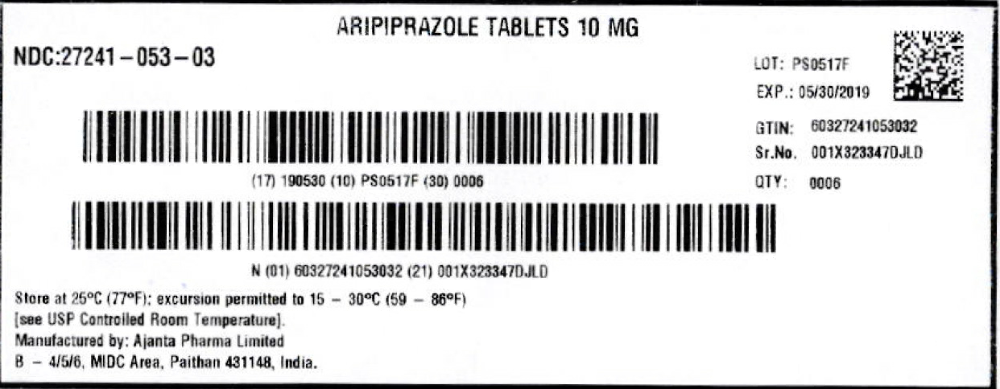 ARIPIPRAZOLE TABLETS 10 MG
NDC:27241-053-03
LOT: PS0517F
EXP.: 05/30/2019
GTIN: 60327241053032
Sr.No. 001X323347DJLD
QTY: 0006
(17) 190530 (10) PS0517F (30) 0006
N (01) 60327241053032 (21) 001X323347DJLD
Store at 25°C (77°F); excursion permitted to 15 – 30°C (59 – 86°F)
[see USP Controlled Room Temperature].
Manufactured by: Ajanta Pharma Limited
B – 4/5/6, MIDC Area, Paithan 431148, India.